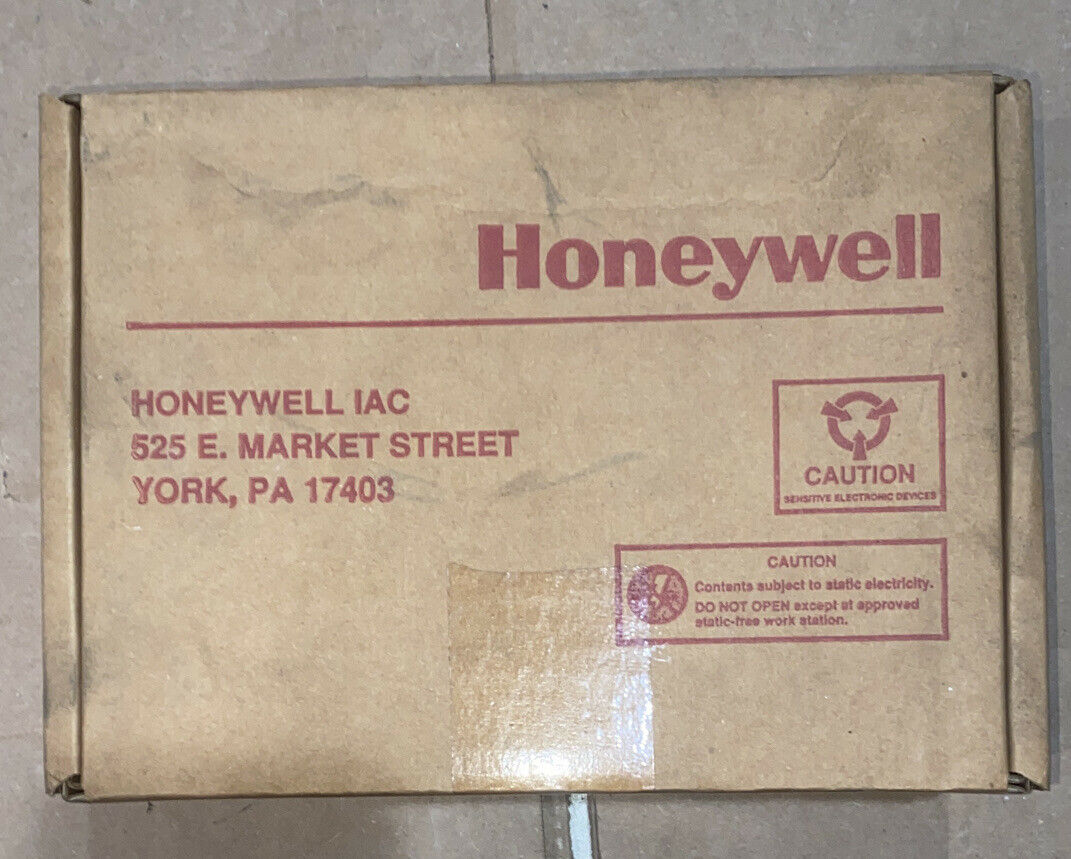 Honeywell
HONEYWELL IAC
525 E. MARKET STREET
YORK, PA 17403
CAUTION
SENSITIVE ELECTRONIC DEVICES
CAUTION
Contents subject to static electricity.
DO NOT OPEN except at approved
static-free work station.